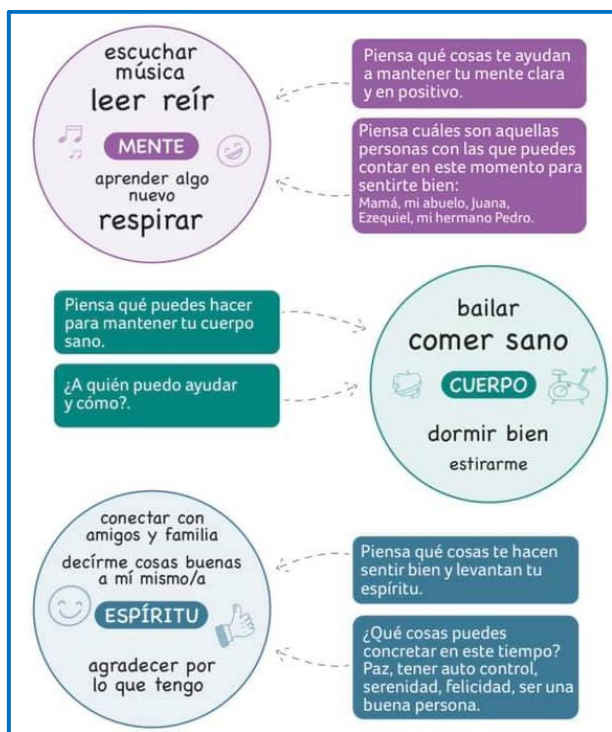 escuchar
música
leer reír
MENTE
aprender algo
nuevo
respirar
Piensa qué cosas te ayudan
a mantener tu mente clara
y en positivo.
Piensa cuáles son aquellas
personas con las que puedes
contar en este momento para
sentirte bien:
Mamá, mi abuelo, Juana,
Ezequiel, mi hermano Pedro.
Piensa qué puedes hacer
para mantener tu cuerpo
sano.
¿A quién puedo ayudar
y cómo?.
bailar
comer sano
CUERPO
dormir bien
estirarme
conectar con
amigos y familia
decírme cosas buenas
a mí mismo/a
ESPÍRITU
agradecer por
lo que tengo
Piensa qué cosas te hacen
sentir bien y levantan tu
espíritu.
¿Qué cosas puedes
concretar en este tiempo?
Paz, tener auto control,
serenidad, felicidad, ser una
buena persona.